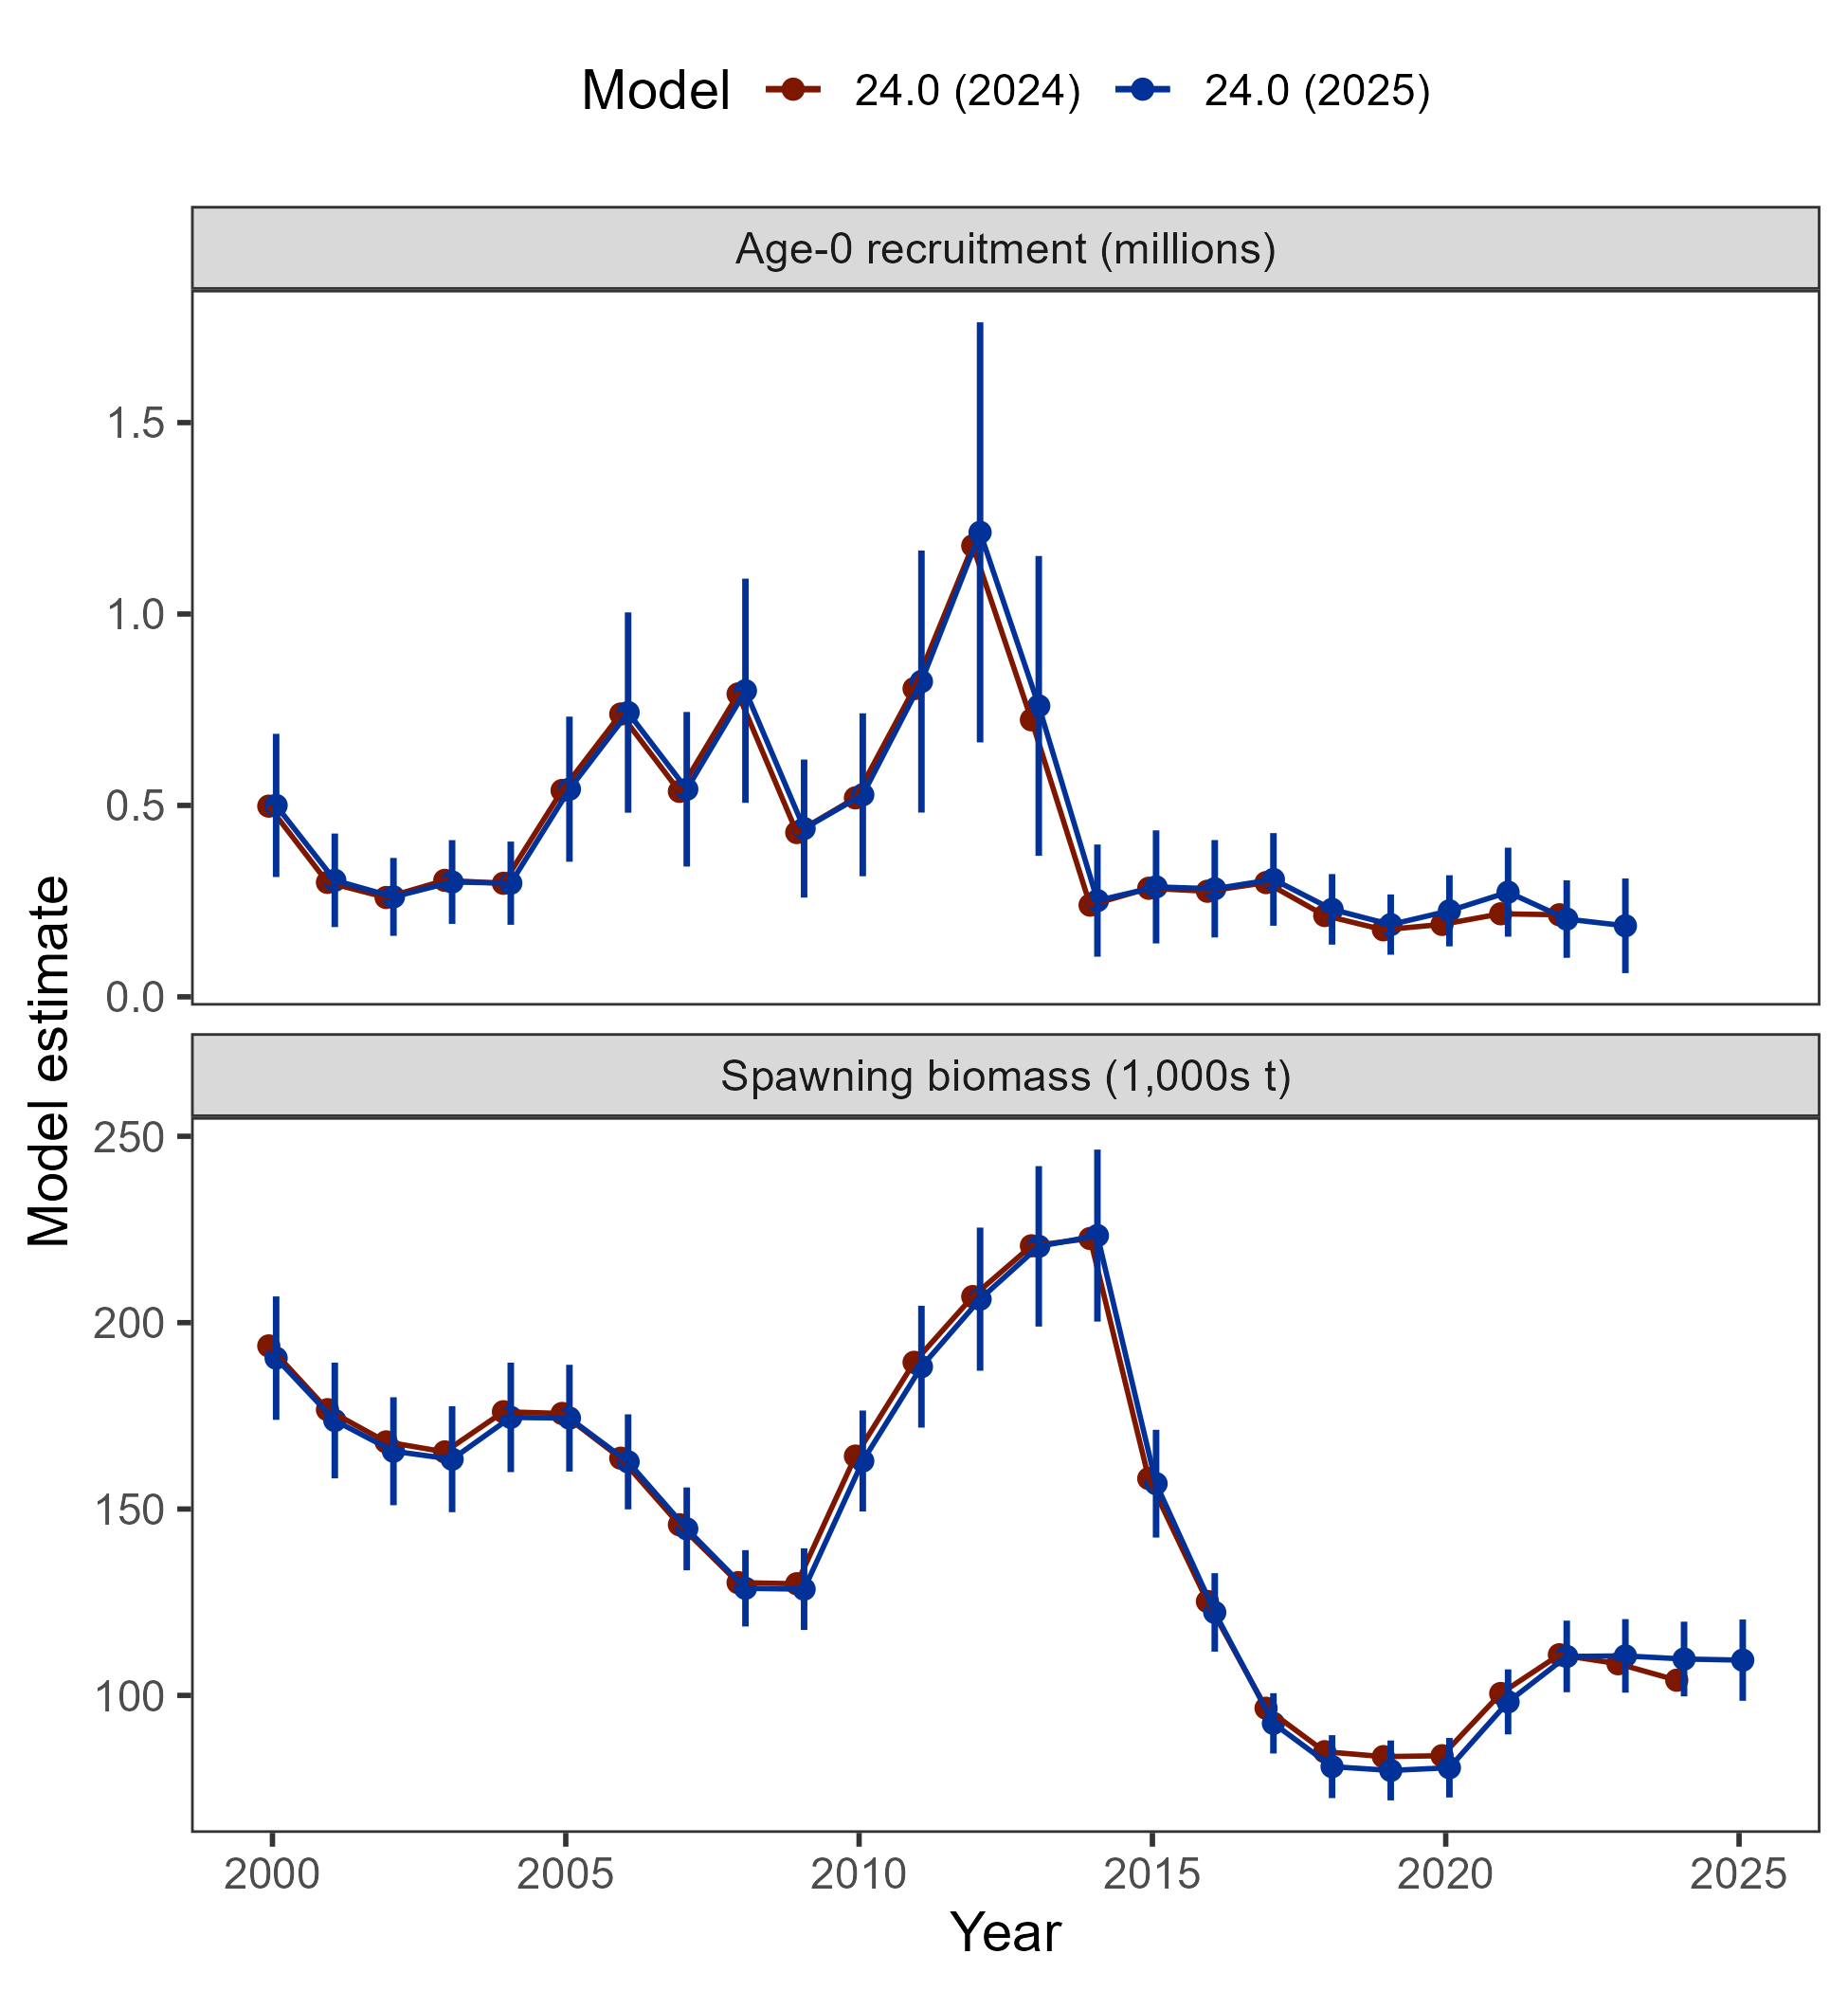 Model 24.0 (2024) 24.0 (2025)
Age-0 recruitment (millions)
1.5
1.0
0.5
0.0
Model estimate
Spawning biomass (1,000s t)
250
200
150
100
2000 2005 2010 2015 2020 2025
Year